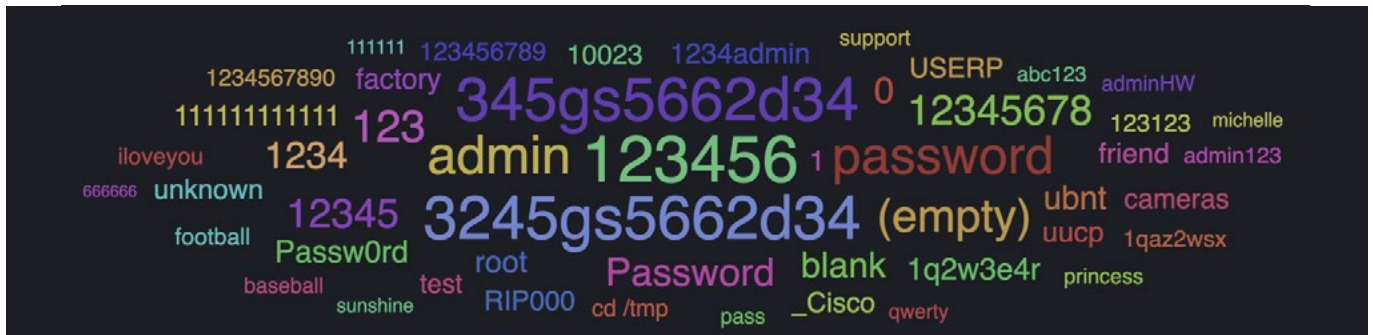 111111 123456789 10023 1234admin support
1234567890 factory 345gs5662d34 0 USERP abc123 adminHW
111111111111 123 12345678 123123 michelle
iloveyou 1234 admin 123456 1 password friend admin123
666666 unknown 12345 3245gs5662d34 (empty) ubnt cameras
football Passw0rd uucp 1qaz2wsx
baseball test root Password blank 1q2w3e4r princess
sunshine RIP000 cd /tmp pass _Cisco qwerty